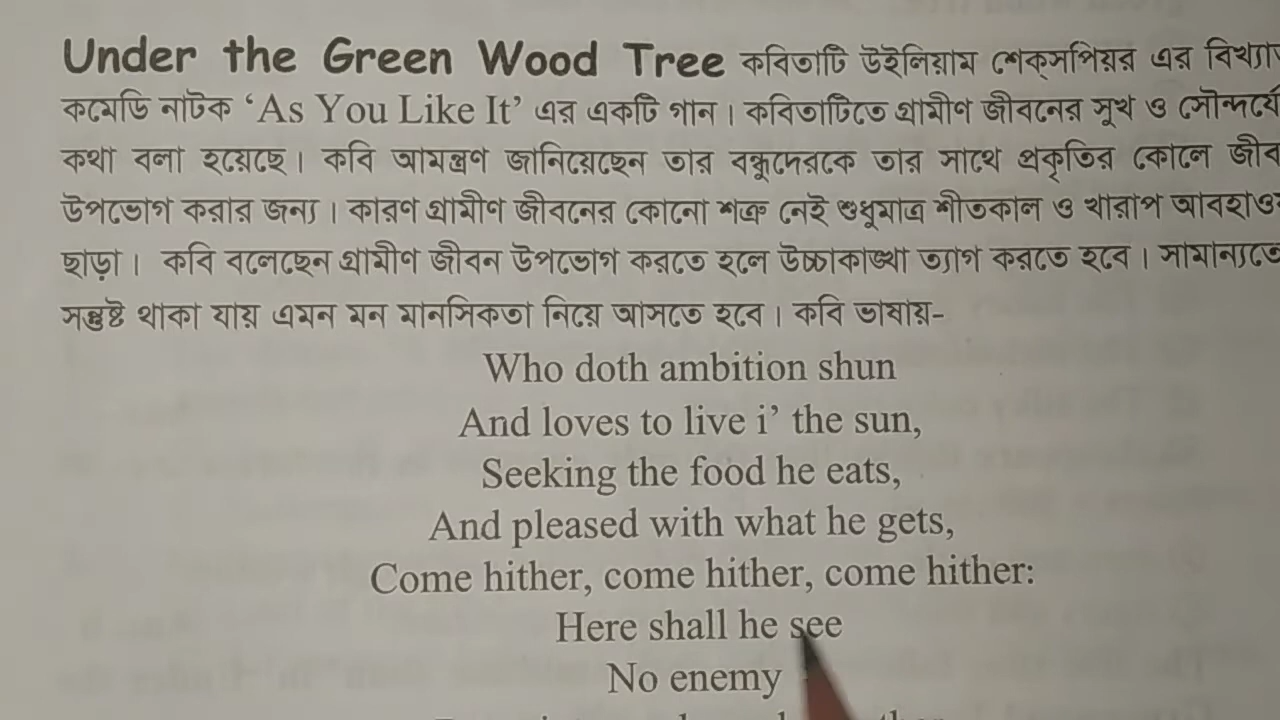 Under the Green Wood Tree কবিতাটি উইলিয়াম শেক্সপিয়র এর
কমেডি নাটক ‘As You Like It’ এর একটি গান। কবিতাটিতে গ্রামীণ জীবনের সুখ ও
কথা বলা হয়েছে। কবি আমন্ত্রণ জানিয়েছেন তার বন্ধুদেরকে তার সাথে প্রকৃতির কোলে
উপভোগ করার জন্য। কারণ গ্রামীণ জীবনের কোনো শত্রু নেই শুধুমাত্র শীতকাল ও খারাপ
ছাড়া। কবি বলেছেন গ্রামীণ জীবন উপভোগ করতে হলে উচ্চাকাঙ্খা ত্যাগ করতে হবে। সামান্যতে
সন্তুষ্ট থাকা যায় এমন মন মানসিকতা নিয়ে আসতে হবে। কবি ভাষায়-
Who doth ambition shun
And loves to live i’ the sun,
Seeking the food he eats,
And pleased with what he gets,
Come hither, come hither, come hither:
Here shall he see
No enemy